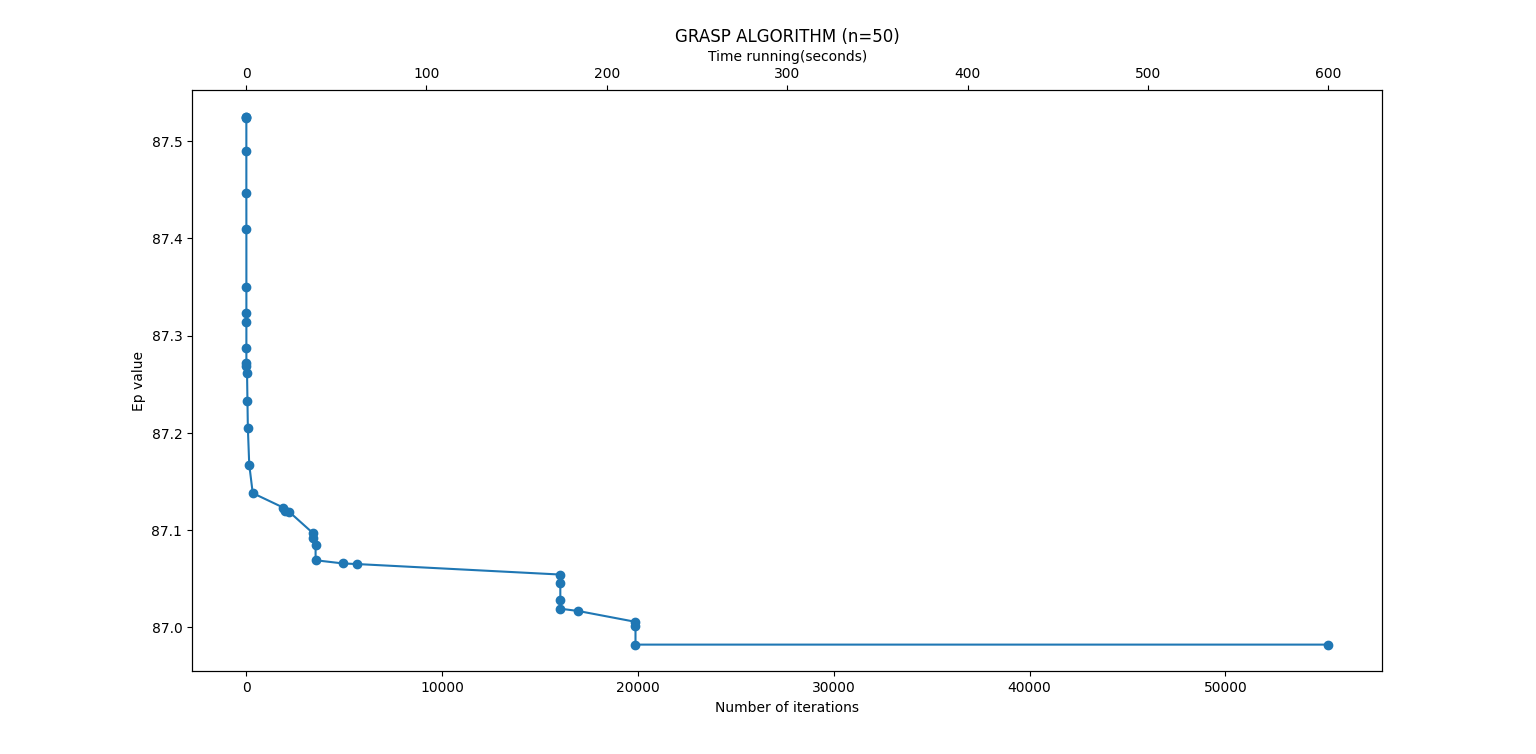 GRASP ALGORITHM (n=50)
Time running(seconds)
0 100 200 300 400 500 600
87.5
87.4
87.3
87.2
87.1
87.0
Ep value
0 10000 20000 30000 40000 50000
Number of iterations